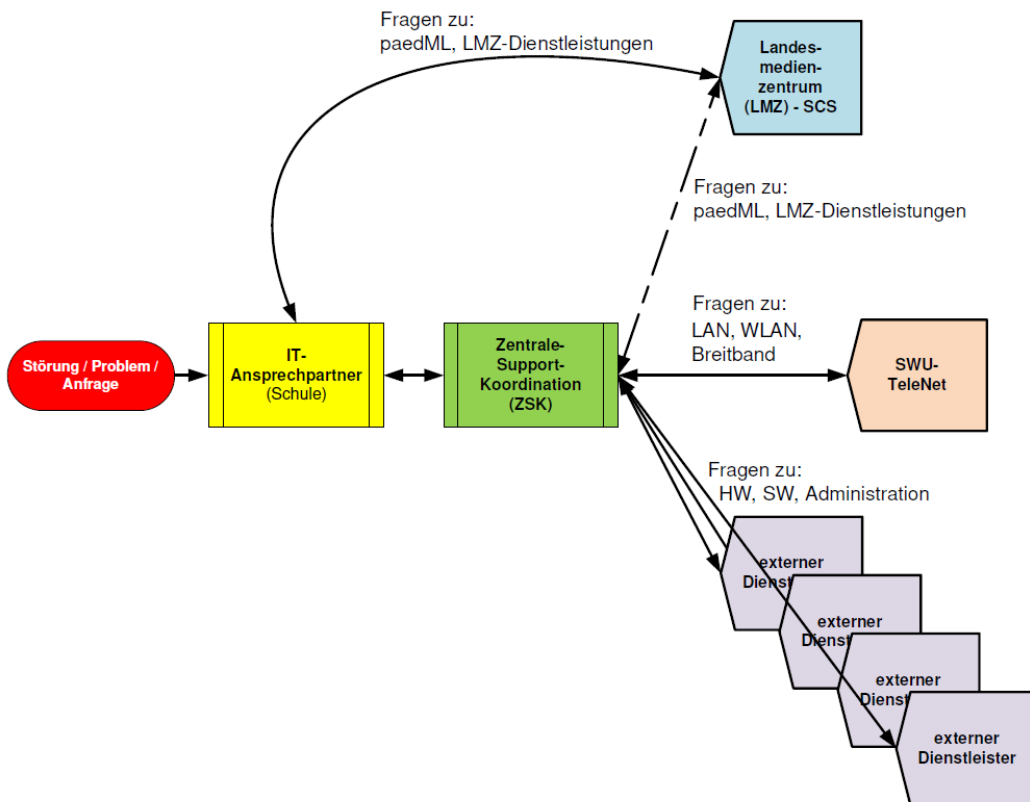 Fragen zu:
paedML, LMZ-Dienstleistungen
Landes-
medien-
zentrum
(LMZ) - SCS
Fragen zu:
paedML, LMZ-Dienstleistungen
Störung / Problem /
Anfrage
IT-
Ansprechpartner
(Schule)
Zentrale-
Support-
Koordination
(ZSK)
Fragen zu:
LAN, WLAN,
Breitband
SWU-
TeleNet
Fragen zu:
HW, SW, Administration
externer
externer
externer
externer
Dienstleister